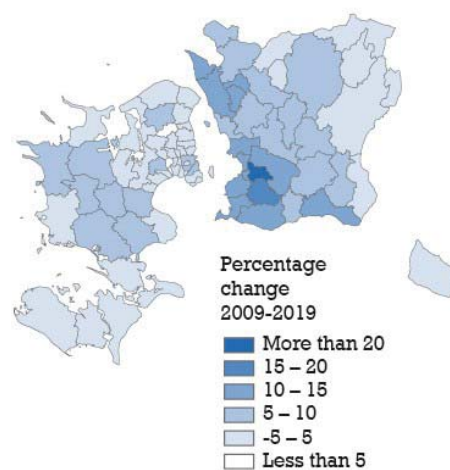 Percentage
change
2009-2019
More than 20
15 – 20
10 – 15
5 – 10
-5 – 5
Less than 5